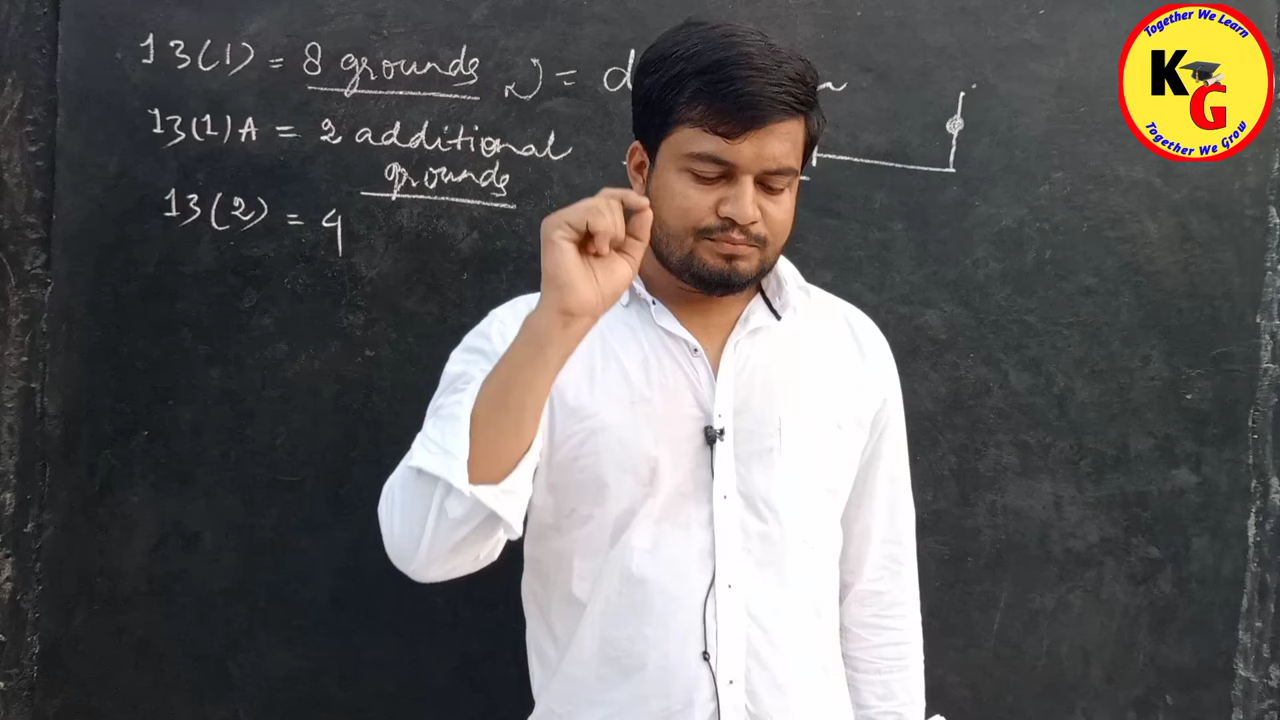 13(1) = 8 grounds
13(1)A = 2 additional
grounds
13(2) = 4
Together We Learn
KG
Together We Grow